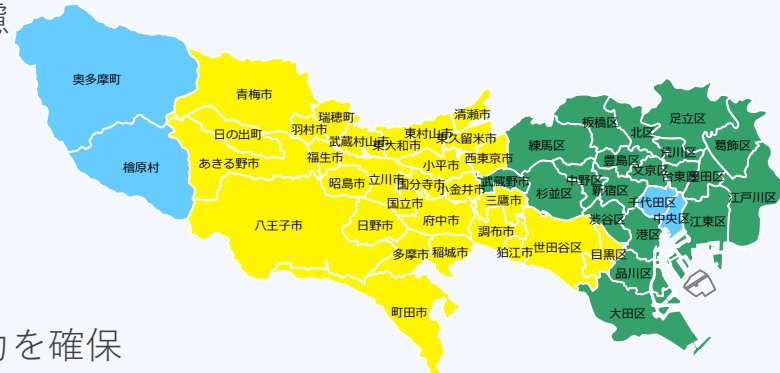 慮
奥多摩町
檜原村
青梅市
瑞穂町
羽村市
日の出町
武蔵村山市
東大和市
東村山市
清瀬市
東久留米市
あきる野市
福生市
昭島市
立川市
小平市
西東京市
国分寺市
小金井市
武蔵野市
国立市
三鷹市
八王子市
日野市
府中市
調布市
多摩市
稲城市
狛江市
町田市
練馬区
板橋区
北区
足立区
荒川区
葛飾区
豊島区
文京区
台東区
墨田区
杉並区
中野区
新宿区
千代田区
江戸川区
渋谷区
中央区
江東区
港区
世田谷区
目黒区
品川区
大田区
を確保